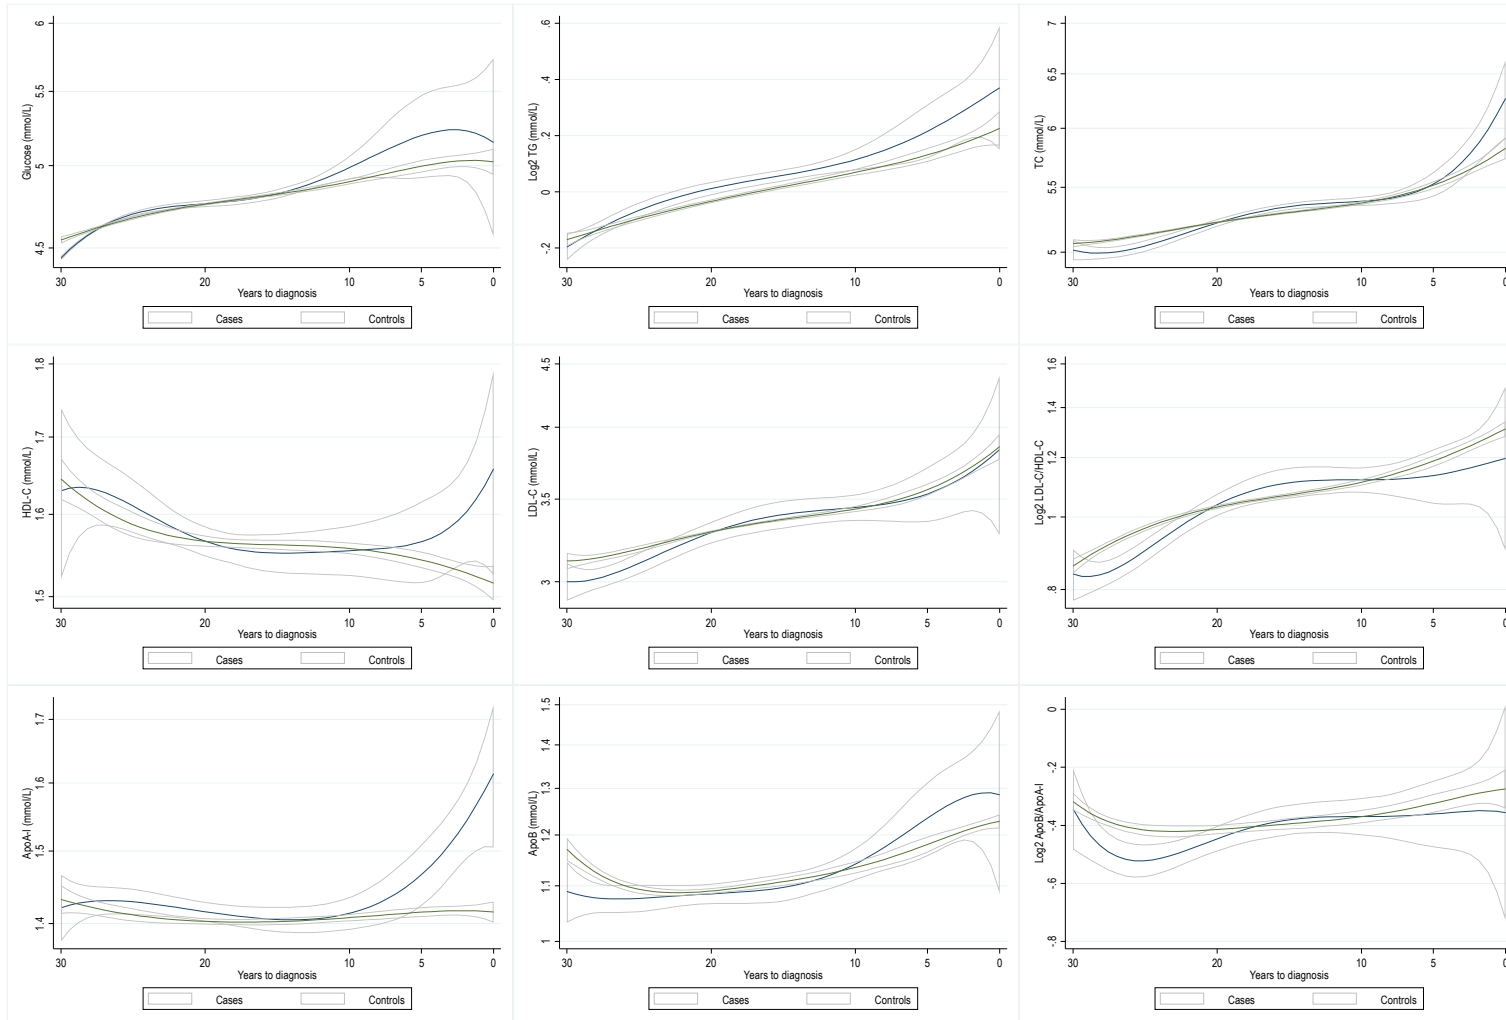 Glucose (mmol/L)
6
5.5
5
4.5
30 20 10 5 0
Years to diagnosis
Cases Controls
Log2 TG (mmol/L)
.6
.4
.2
0
-.2
30 20 10 5 0
Years to diagnosis
Cases Controls
TC (mmol/L)
7
6.5
6
5.5
5
30 20 10 5 0
Years to diagnosis
Cases Controls
HDL-C (mmol/L)
1.8
1.7
1.6
1.5
30 20 10 5 0
Years to diagnosis
Cases Controls
LDL-C (mmol/L)
4.5
4
3.5
3
30 20 10 5 0
Years to diagnosis
Cases Controls
Log2 LDL-C/HDL-C
1.6
1.4
1.2
1
.8
30 20 10 5 0
Years to diagnosis
Cases Controls
ApoA-I (mmol/L)
1.7
1.6
1.5
1.4
30 20 10 5 0
Years to diagnosis
Cases Controls
ApoB (mmol/L)
1.5
1.4
1.3
1.2
1.1
1
30 20 10 5 0
Years to diagnosis
Cases Controls
Log2 ApoB/ApoA-I
0
-.2
-.4
-.6
-.8
30 20 10 5 0
Years to diagnosis
Cases Controls